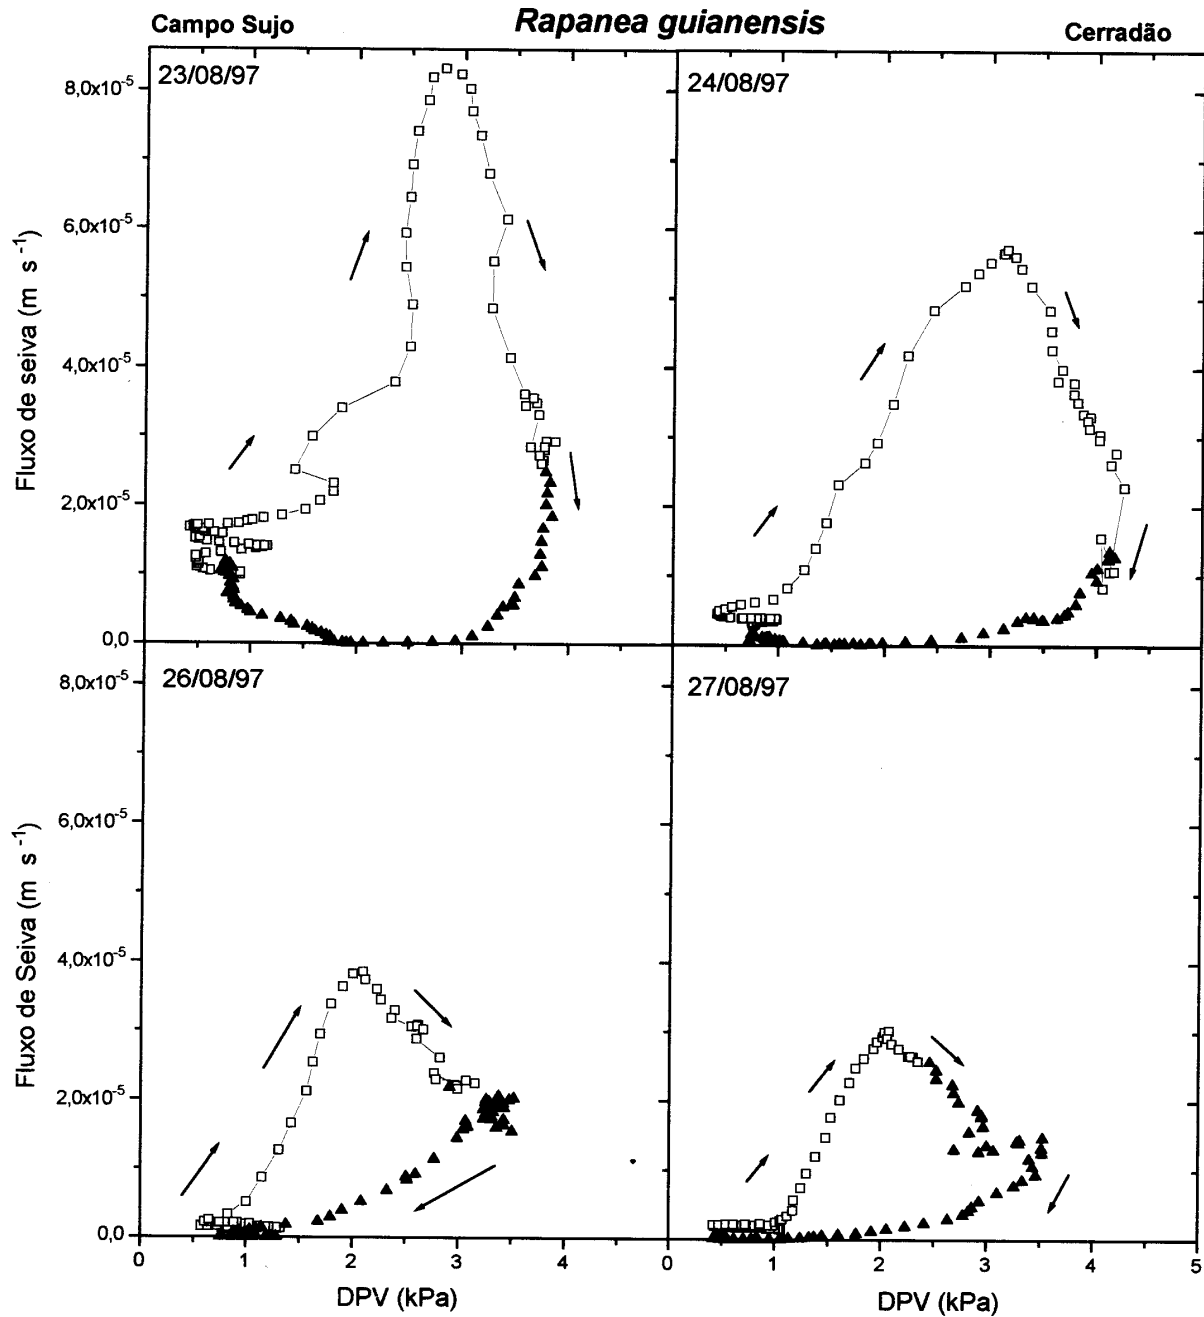 Campo Sujo Rapanea guianensis Cerradão
23/08/97 24/08/97
8,0x10-5
6,0x10-5
4,0x10-5
2,0x10-5
0,0
Fluxo de seiva (m s-1)
26/08/97 27/08/97
8,0x10-5
6,0x10-5
4,0x10-5
2,0x10-5
0,0
Fluxo de Seiva (m s-1)
0 1 2 3 4 0 1 2 3 4 5
DPV (kPa) DPV (kPa)